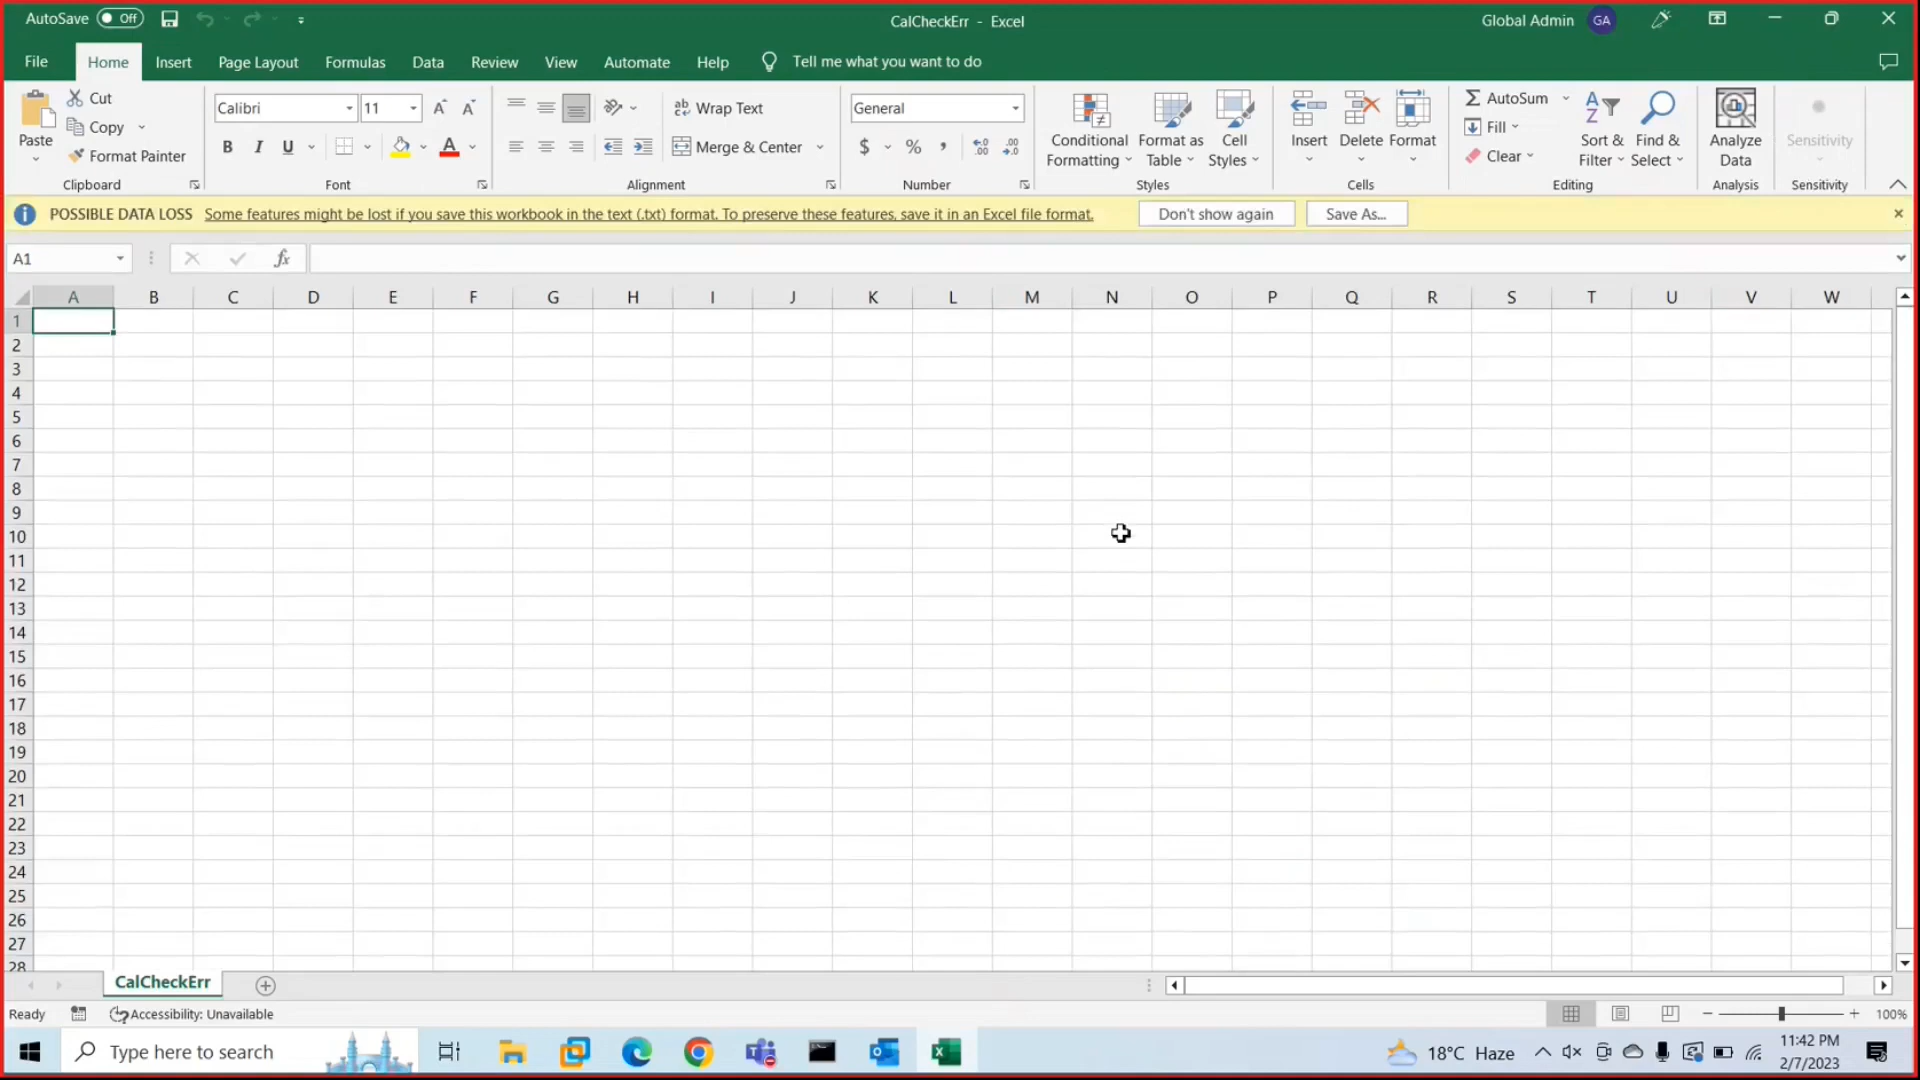 AutoSave Off
CalCheckErr - Excel
Global Admin GA
File Home Insert Page Layout Formulas Data Review View Automate Help Tell me what you want to do
Paste
Cut
Copy
Format Painter
Clipboard
Calibri 11
B I U A
Font
Wrap Text
Merge & Center
Alignment
General
$ % ,
Number
Conditional Formatting
Format as Table
Cell Styles
Styles
Insert Delete Format
Cells
AutoSum
Fill
Clear
Sort & Filter
Find & Select
Editing
Analyze Data
Analysis
Sensitivity
Sensitivity
POSSIBLE DATA LOSS Some features might be lost if you save this workbook in the text (.txt) format. To preserve these features, save it in an Excel file format. Don't show again Save As...
A1 fx
A B C D E F G H I J K L M N O P Q R S T U V W
1
2
3
4
5
6
7
8
9
10
11
12
13
14
15
16
17
18
19
20
21
22
23
24
25
26
27
28
CalCheckErr
Ready Accessibility: Unavailable 100%
Type here to search
18°C Haze
11:42 PM
2/7/2023